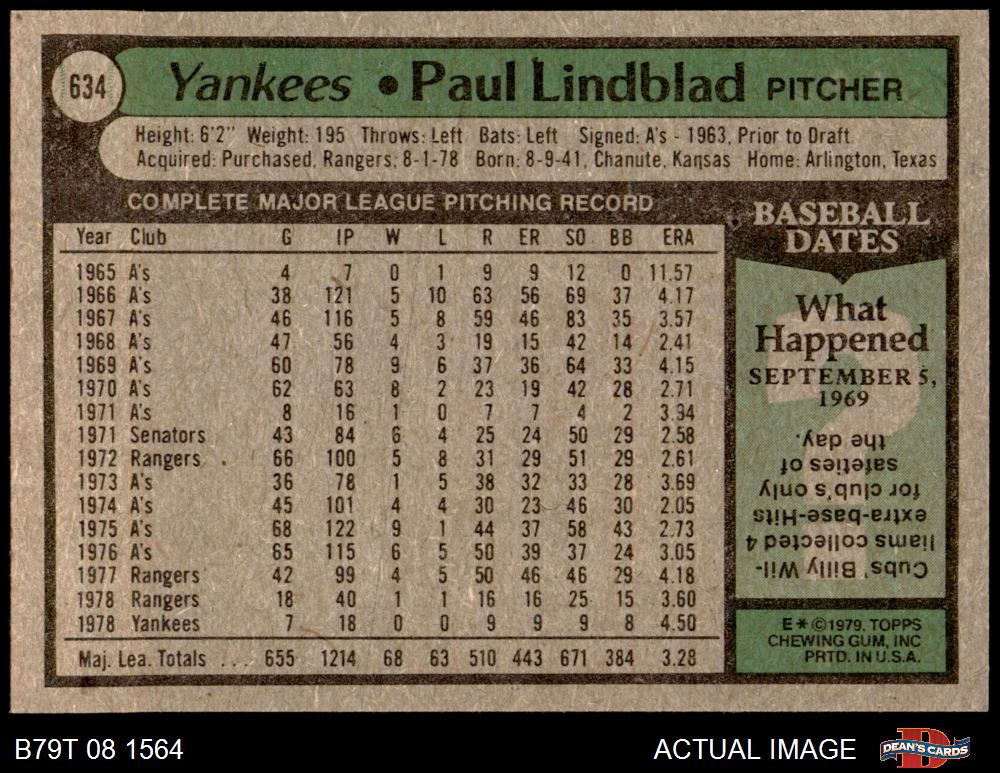 634
Yankees • Paul Lindblad PITCHER
Height: 6'2" Weight: 195 Throws: Left Bats: Left Signed: A's - 1963, Prior to Draft
Acquired: Purchased, Rangers, 8-1-78 Born: 8-9-41, Chanute, Kansas Home: Arlington, Texas
COMPLETE MAJOR LEAGUE PITCHING RECORD
Year Club G IP W L R ER SO BB ERA
1965 A's 4 7 0 1 9 9 12 0 11.57
1966 A's 38 121 5 10 63 56 69 37 4.17
1967 A's 46 116 5 8 59 46 83 35 3.57
1968 A's 47 56 4 3 19 15 42 14 2.41
1969 A's 60 78 9 6 37 36 64 33 4.15
1970 A's 62 63 8 2 23 19 42 28 2.71
1971 A's 8 16 1 0 7 7 4 2 3.94
1971 Senators 43 84 6 4 25 24 50 29 2.58
1972 Rangers 66 100 5 8 31 29 51 29 2.61
1973 A's 36 78 1 5 38 32 33 28 3.69
1974 A's 45 101 4 4 30 23 46 30 2.05
1975 A's 68 122 9 1 44 37 58 43 2.73
1976 A's 65 115 6 5 50 39 37 24 3.05
1977 Rangers 42 99 4 5 50 46 46 29 4.18
1978 Rangers 18 40 1 1 16 16 25 15 3.60
1978 Yankees 7 18 0 0 9 9 9 8 4.50
Maj. Lea. Totals ... 655 1214 68 63 510 443 671 384 3.28
BASEBALL
DATES
What
Happened
SEPTEMBER 5,
1969
Cubs' Billy Wil-
liams collected 4
extra-base-Hits
for club's only
safeties of
the day.
E*©1979, TOPPS
CHEWING GUM, INC
PRTD. IN U.S.A.
B79T 08 1564
ACTUAL IMAGE
DEAN'S CARDS